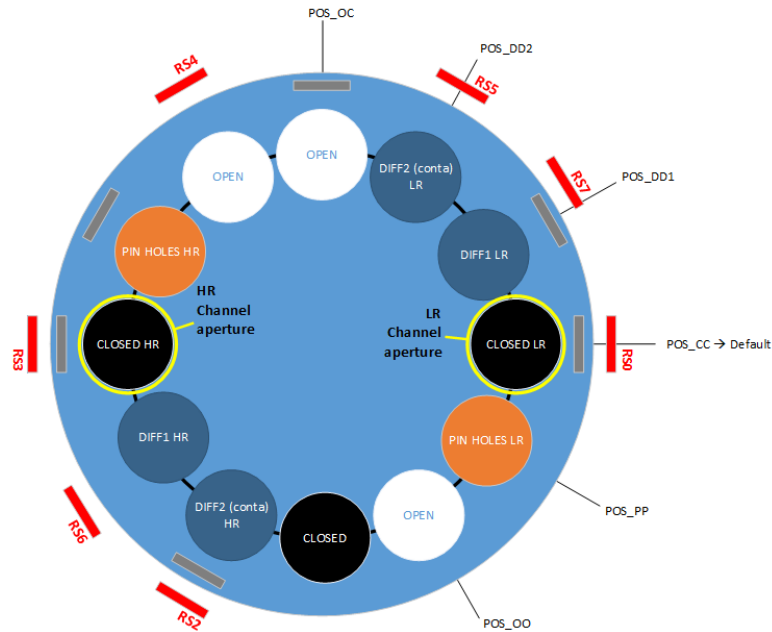 POS_OC
RS4
POS_DD2
RS5
OPEN
OPEN
DIFF2 (conta)
LR
RS7
POS_DD1
PIN HOLES HR
DIFF1 LR
HR
Channel
aperture
LR
Channel
aperture
RS3
CLOSED HR
CLOSED LR
RS0
POS_CC → Default
DIFF1 HR
PIN HOLES LR
RS6
DIFF2 (conta)
HR
CLOSED
OPEN
POS_PP
RS2
POS_OO